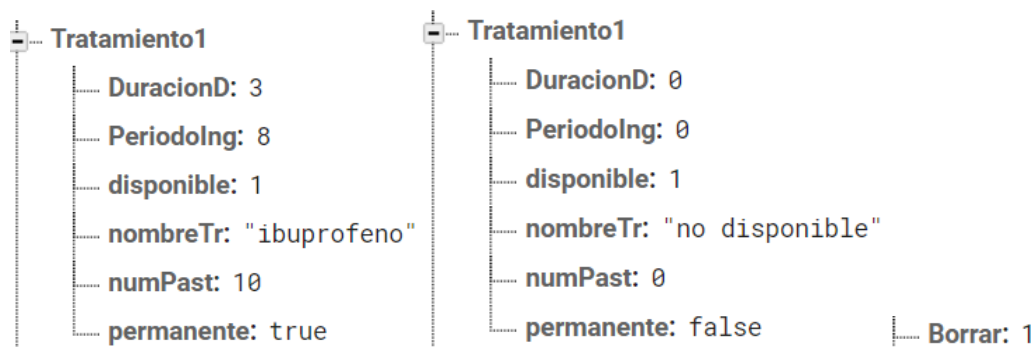 Tratamiento1
DuracionD: 3
PeriodoIng: 8
disponible: 1
nombreTr: "ibuprofeno"
numPast: 10
permanente: true
Tratamiento1
DuracionD: 0
PeriodoIng: 0
disponible: 1
nombreTr: "no disponible"
numPast: 0
permanente: false
Borrar: 1